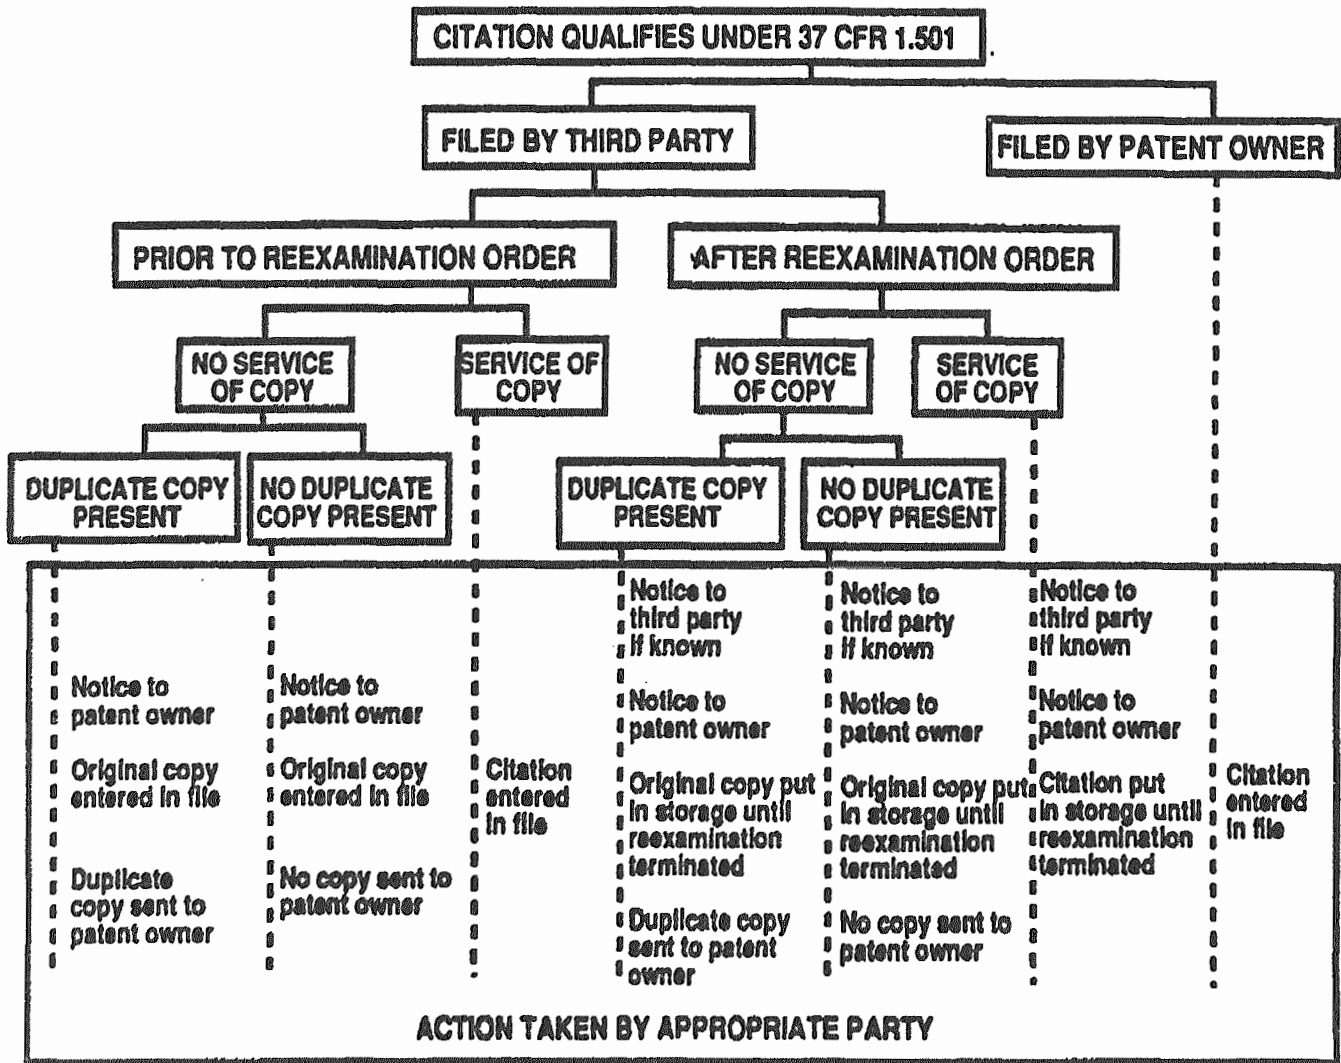 CITATION QUALIFIES UNDER 37 CFR 1.501
FILED BY THIRD PARTY
FILED BY PATENT OWNER
PRIOR TO REEXAMINATION ORDER
AFTER REEXAMINATION ORDER
NO SERVICE
OF COPY
SERVICE OF
COPY
NO SERVICE
OF COPY
SERVICE
OF COPY
DUPLICATE COPY
PRESENT
NO DUPLICATE
COPY PRESENT
DUPLICATE COPY
PRESENT
NO DUPLICATE
COPY PRESENT
Notice to
patent owner
Original copy
entered in file
Duplicate
copy sent to
patent owner
Notice to
patent owner
Original copy
entered in file
No copy sent to
patent owner
Citation
entered
in file
Notice to
third party
if known
Notice to
patent owner
Original copy put
in storage until
reexamination
terminated
Duplicate copy
sent to patent
owner
Notice to
third party
if known
Notice to
patent owner
Original copy put
in storage until
reexamination
terminated
No copy sent to
patent owner
Notice to
third party
if known
Notice to
patent owner
Citation put
in storage until
reexamination
terminated
Citation
entered
in file
ACTION TAKEN BY APPROPRIATE PARTY